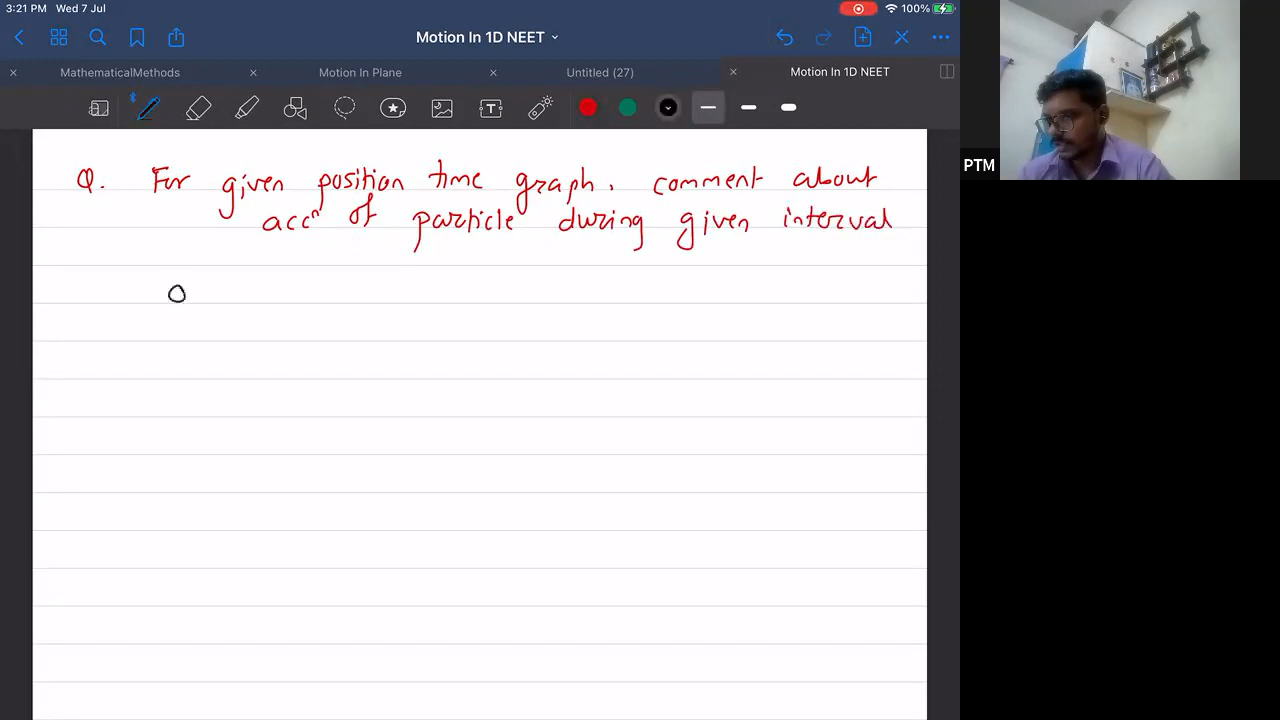 3:21 PM Wed 7 Jul
100%
Motion In 1D NEET
MathematicalMethods
Motion In Plane
Untitled (27)
Motion In 1D NEET
T
PTM
Q. For given position time graph, comment about
accⁿ of particle during given interval
O